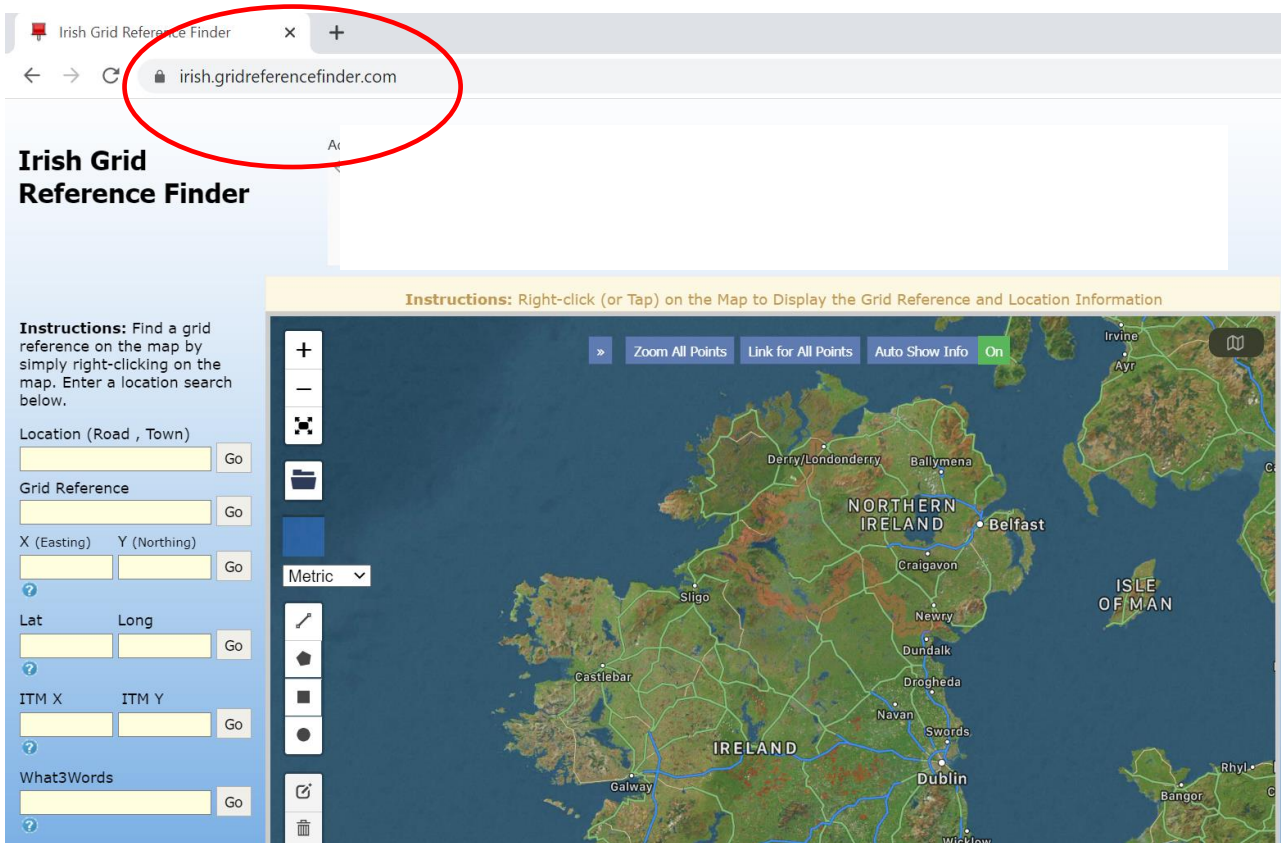 Irish Grid Reference Finder
irish.gridreferencefinder.com
Irish Grid
Reference Finder
Instructions: Right-click (or Tap) on the Map to Display the Grid Reference and Location Information
Instructions: Find a grid
reference on the map by
simply right-clicking on the
map. Enter a location search
below.
Location (Road , Town)
Go
Grid Reference
Go
X (Easting) Y (Northing)
Go
?
Lat Long
Go
?
ITM X ITM Y
Go
?
What3Words
Go
?
Metric
» Zoom All Points Link for All Points Auto Show Info On
Irvine
Ayr
Derry/Londonderry
Ballymena
NORTHERN
IRELAND
Belfast
Craigavon
ISLE
OF MAN
Sligo
Newry
Dundalk
Castlebar
Drogheda
Navan
Swords
IRELAND
Dublin
Galway
Rhyl
Bangor
Wicklow